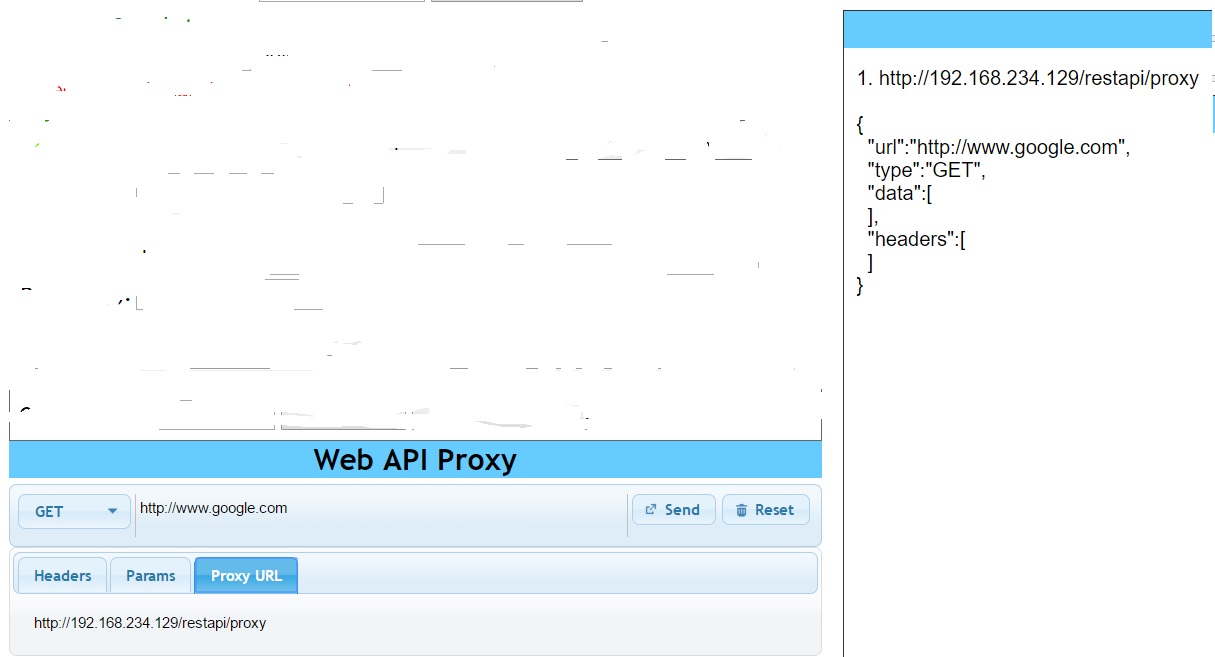 Web API Proxy
GET
http://www.google.com
Send
Reset
Headers
Params
Proxy URL
http://192.168.234.129/restapi/proxy
1. http://192.168.234.129/restapi/proxy
{
"url":"http://www.google.com",
"type":"GET",
"data":[
],
"headers":[
]
}